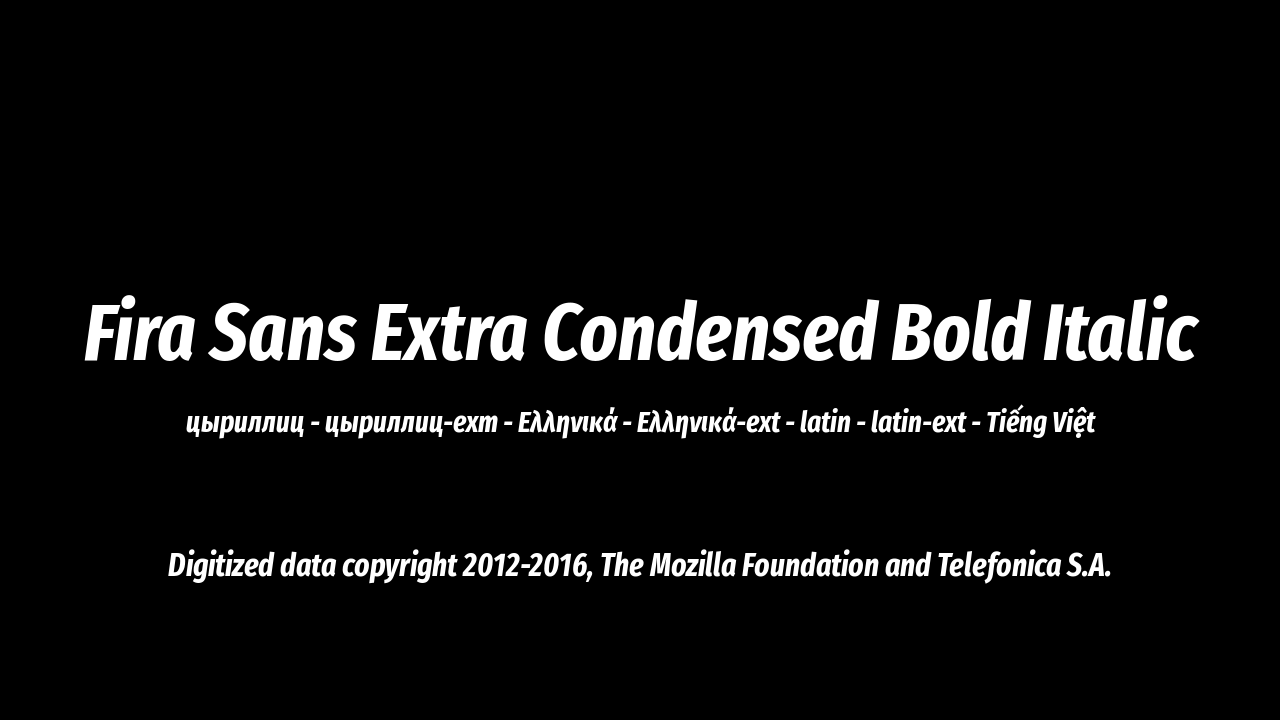 Fira Sans Extra Condensed Bold Italic
цыриллиц - цыриллиц-ехт - Ελληνικά - Ελληνικά-ext - latin - latin-ext - Tiếng Việt
Digitized data copyright 2012-2016, The Mozilla Foundation and Telefonica S.A.